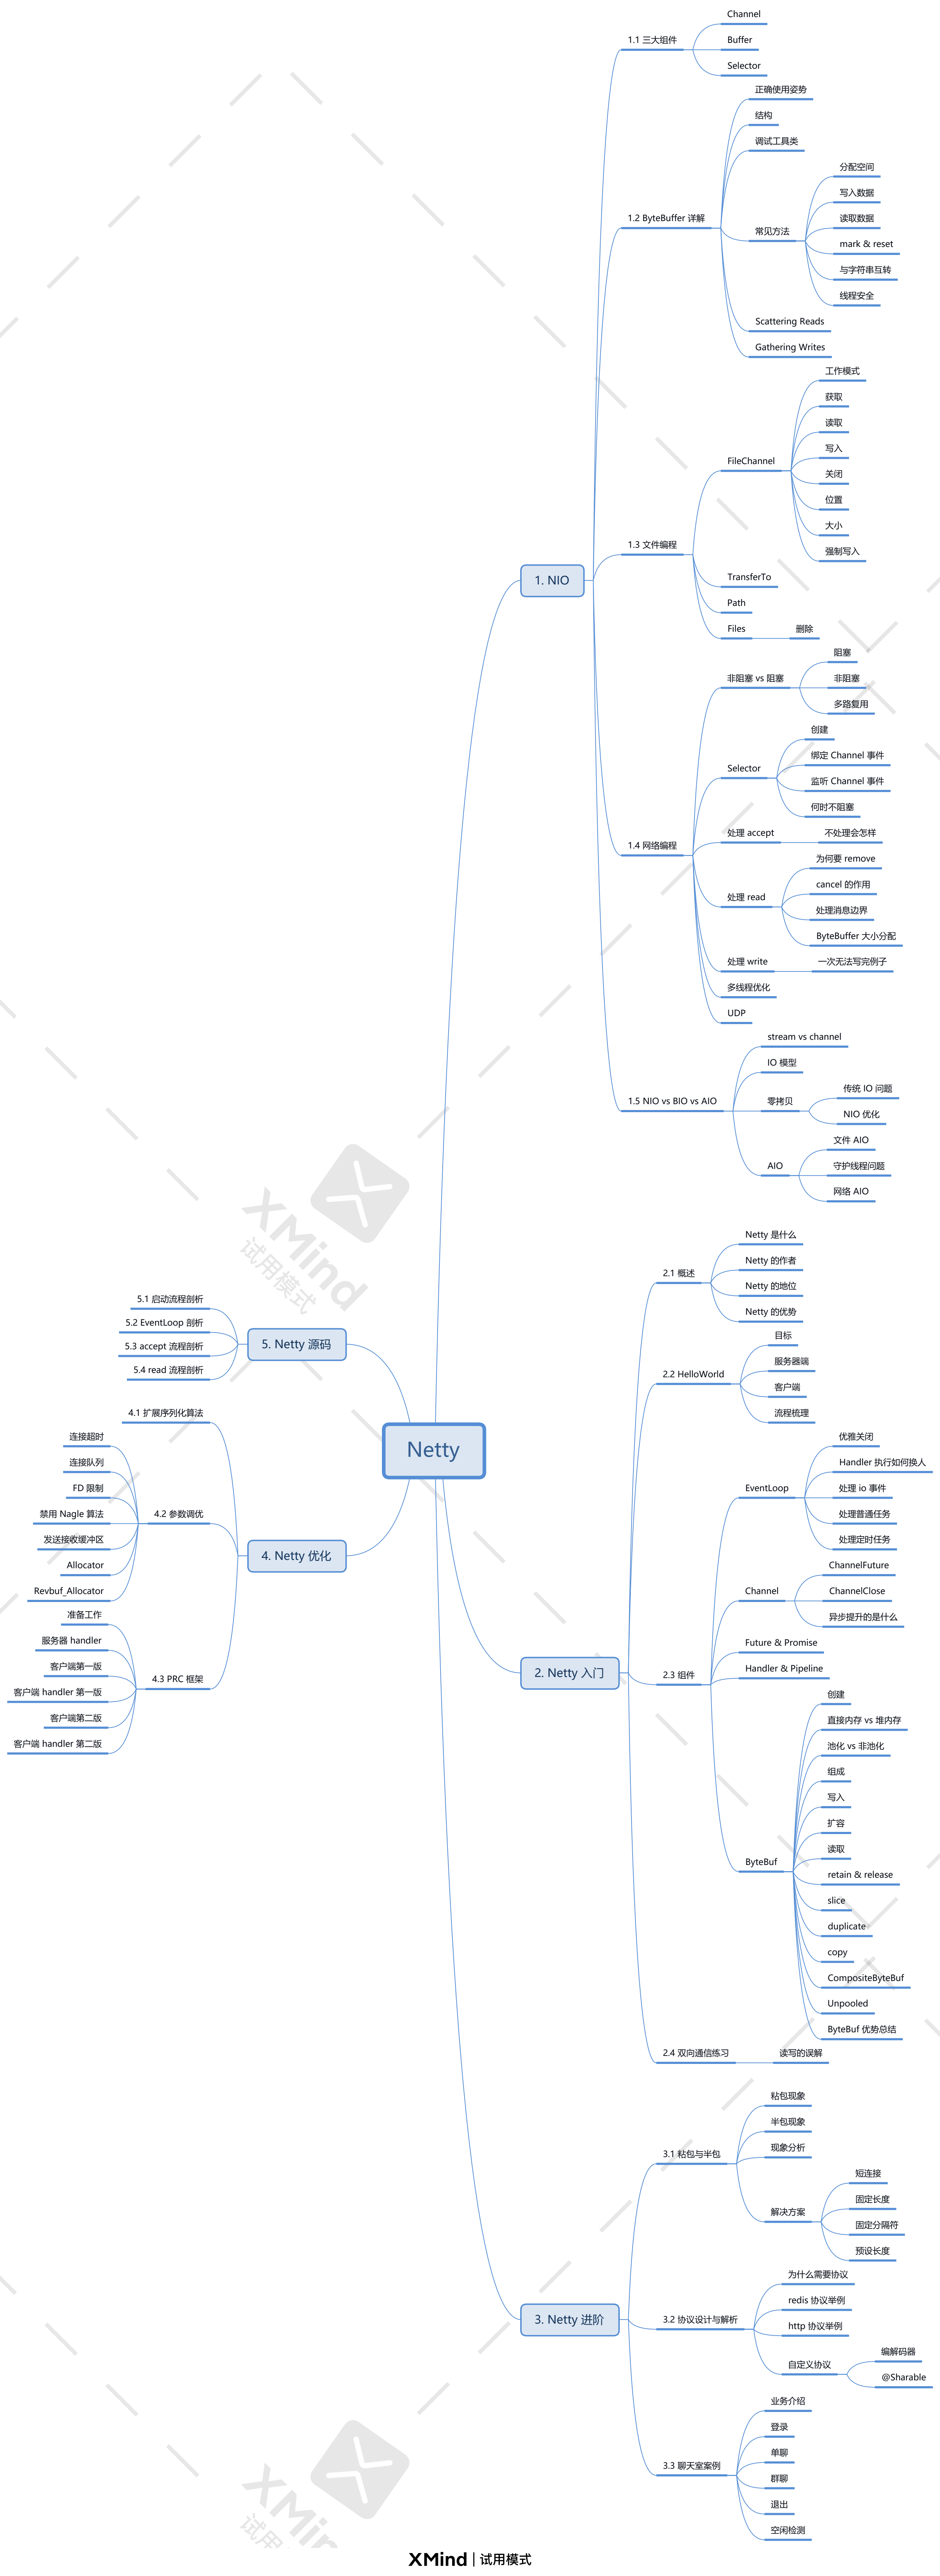 Netty
1. NIO
1.1 三大组件
Channel
Buffer
Selector
1.2 ByteBuffer 详解
正确使用姿势
结构
调试工具类
常见方法
分配空间
写入数据
读取数据
mark & reset
与字符串互转
线程安全
Scattering Reads
Gathering Writes
1.3 文件编程
FileChannel
工作模式
获取
读取
写入
关闭
位置
大小
强制写入
TransferTo
Path
Files
删除
1.4 网络编程
非阻塞 vs 阻塞
阻塞
非阻塞
多路复用
Selector
创建
绑定 Channel 事件
监听 Channel 事件
何时不阻塞
处理 accept
不处理会怎样
处理 read
为何要 remove
cancel 的作用
处理消息边界
ByteBuffer 大小分配
处理 write
一次无法写完例子
多线程优化
UDP
1.5 NIO vs BIO vs AIO
stream vs channel
IO 模型
零拷贝
传统 IO 问题
NIO 优化
AIO
文件 AIO
守护线程问题
网络 AIO
2. Netty 入门
2.1 概述
Netty 是什么
Netty 的作者
Netty 的地位
Netty 的优势
2.2 HelloWorld
目标
服务器端
客户端
流程梳理
2.3 组件
EventLoop
优雅关闭
Handler 执行如何换人
处理 io 事件
处理普通任务
处理定时任务
Channel
ChannelFuture
ChannelClose
异步提升的是什么
Future & Promise
Handler & Pipeline
ByteBuf
创建
直接内存 vs 堆内存
池化 vs 非池化
组成
写入
扩容
读取
retain & release
slice
duplicate
copy
CompositeByteBuf
Unpooled
ByteBuf 优势总结
2.4 双向通信练习
读写的误解
3. Netty 进阶
3.1 粘包与半包
粘包现象
半包现象
现象分析
解决方案
短连接
固定长度
固定分隔符
预设长度
3.2 协议设计与解析
为什么需要协议
redis 协议举例
http 协议举例
自定义协议
编解码器
@Sharable
3.3 聊天室案例
业务介绍
登录
单聊
群聊
退出
空闲检测
4. Netty 优化
4.1 扩展序列化算法
4.2 参数调优
连接超时
连接队列
FD 限制
禁用 Nagle 算法
发送接收缓冲区
Allocator
Revbuf_Allocator
4.3 PRC 框架
准备工作
服务器 handler
客户端第一版
客户端 handler 第一版
客户端第二版
客户端 handler 第二版
5. Netty 源码
5.1 启动流程剖析
5.2 EventLoop 剖析
5.3 accept 流程剖析
5.4 read 流程剖析
XMind
试用模式
XMind
试用模式
XMind | 试用模式